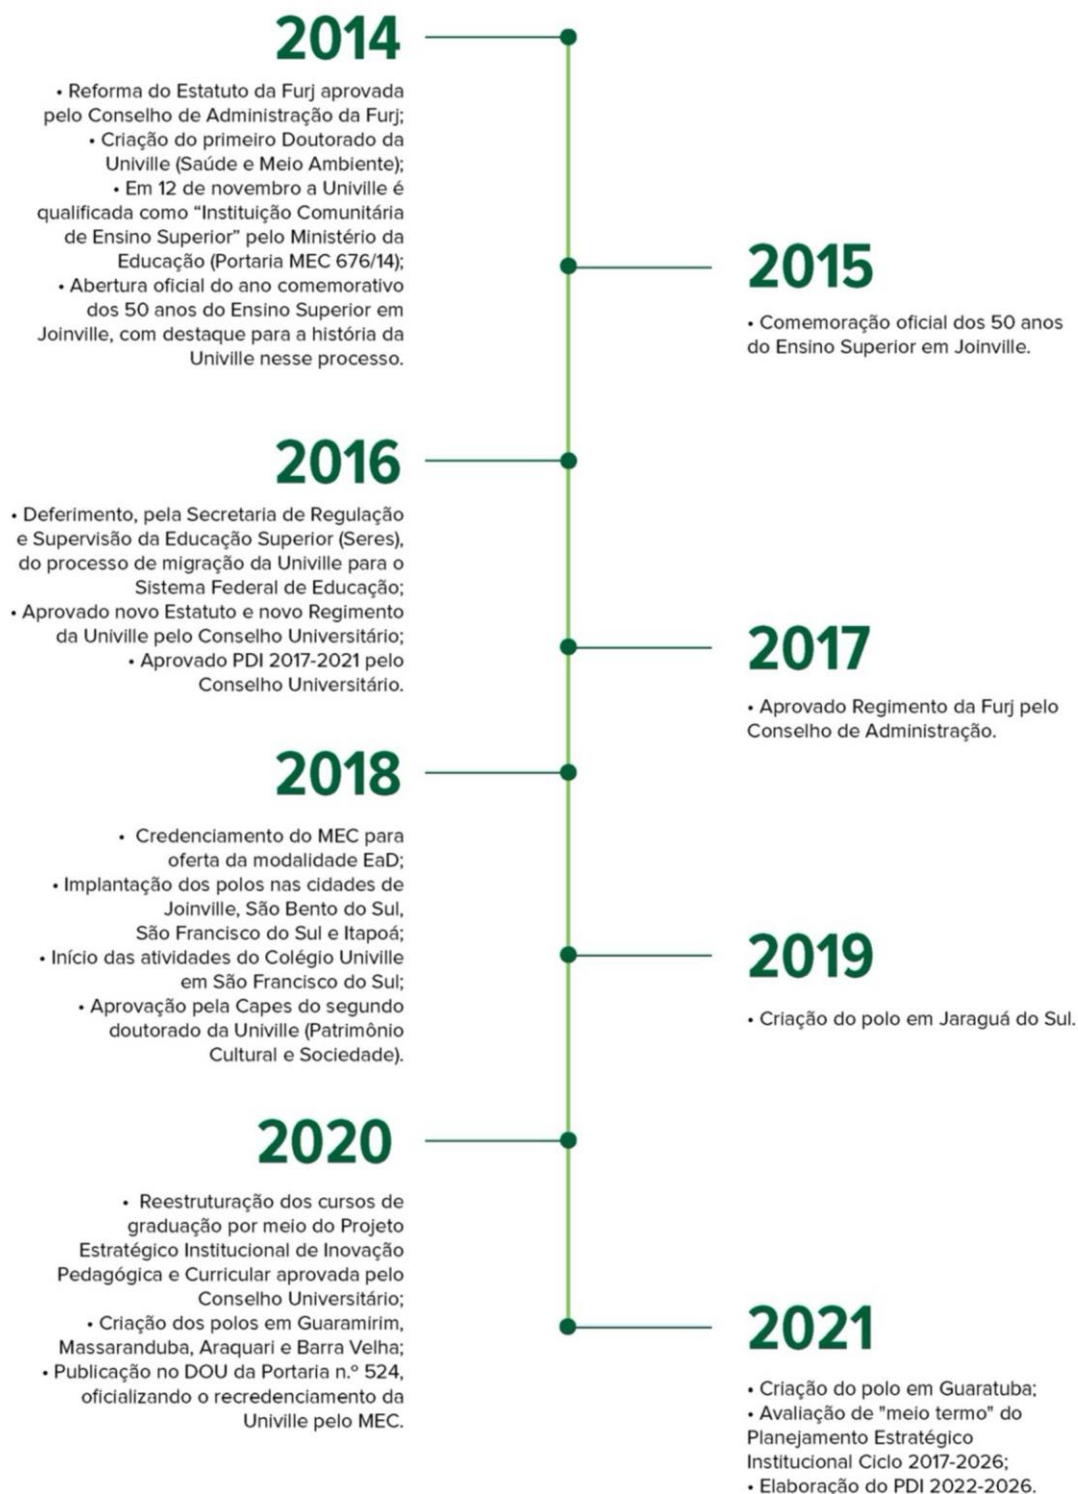 2014
• Reforma do Estatuto da Furj aprovada
pelo Conselho de Administração da Furj;
• Criação do primeiro Doutorado da
Univille (Saúde e Meio Ambiente);
• Em 12 de novembro a Univille é
qualificada como “Instituição Comunitária
de Ensino Superior” pelo Ministério da
Educação (Portaria MEC 676/14);
• Abertura oficial do ano comemorativo
dos 50 anos do Ensino Superior em
Joinville, com destaque para a história da
Univille nesse processo.
2015
• Comemoração oficial dos 50 anos
do Ensino Superior em Joinville.
2016
• Deferimento, pela Secretaria de Regulação
e Supervisão da Educação Superior (Seres),
do processo de migração da Univille para o
Sistema Federal de Educação;
• Aprovado novo Estatuto e novo Regimento
da Univille pelo Conselho Universitário;
• Aprovado PDI 2017-2021 pelo
Conselho Universitário.
2017
• Aprovado Regimento da Furj pelo
Conselho de Administração.
2018
• Credenciamento do MEC para
oferta da modalidade EaD;
• Implantação dos polos nas cidades de
Joinville, São Bento do Sul,
São Francisco do Sul e Itapoá;
• Início das atividades do Colégio Univille
em São Francisco do Sul;
• Aprovação pela Capes do segundo
doutorado da Univille (Patrimônio
Cultural e Sociedade).
2019
• Criação do polo em Jaraguá do Sul.
2020
• Reestruturação dos cursos de
graduação por meio do Projeto
Estratégico Institucional de Inovação
Pedagógica e Curricular aprovada pelo
Conselho Universitário;
• Criação dos polos em Guaramirim,
Massaranduba, Araquari e Barra Velha;
• Publicação no DOU da Portaria n.º 524,
oficializando o recredenciamento da
Univille pelo MEC.
2021
• Criação do polo em Guaratuba;
• Avaliação de "meio termo" do
Planejamento Estratégico
Institucional Ciclo 2017-2026;
• Elaboração do PDI 2022-2026.